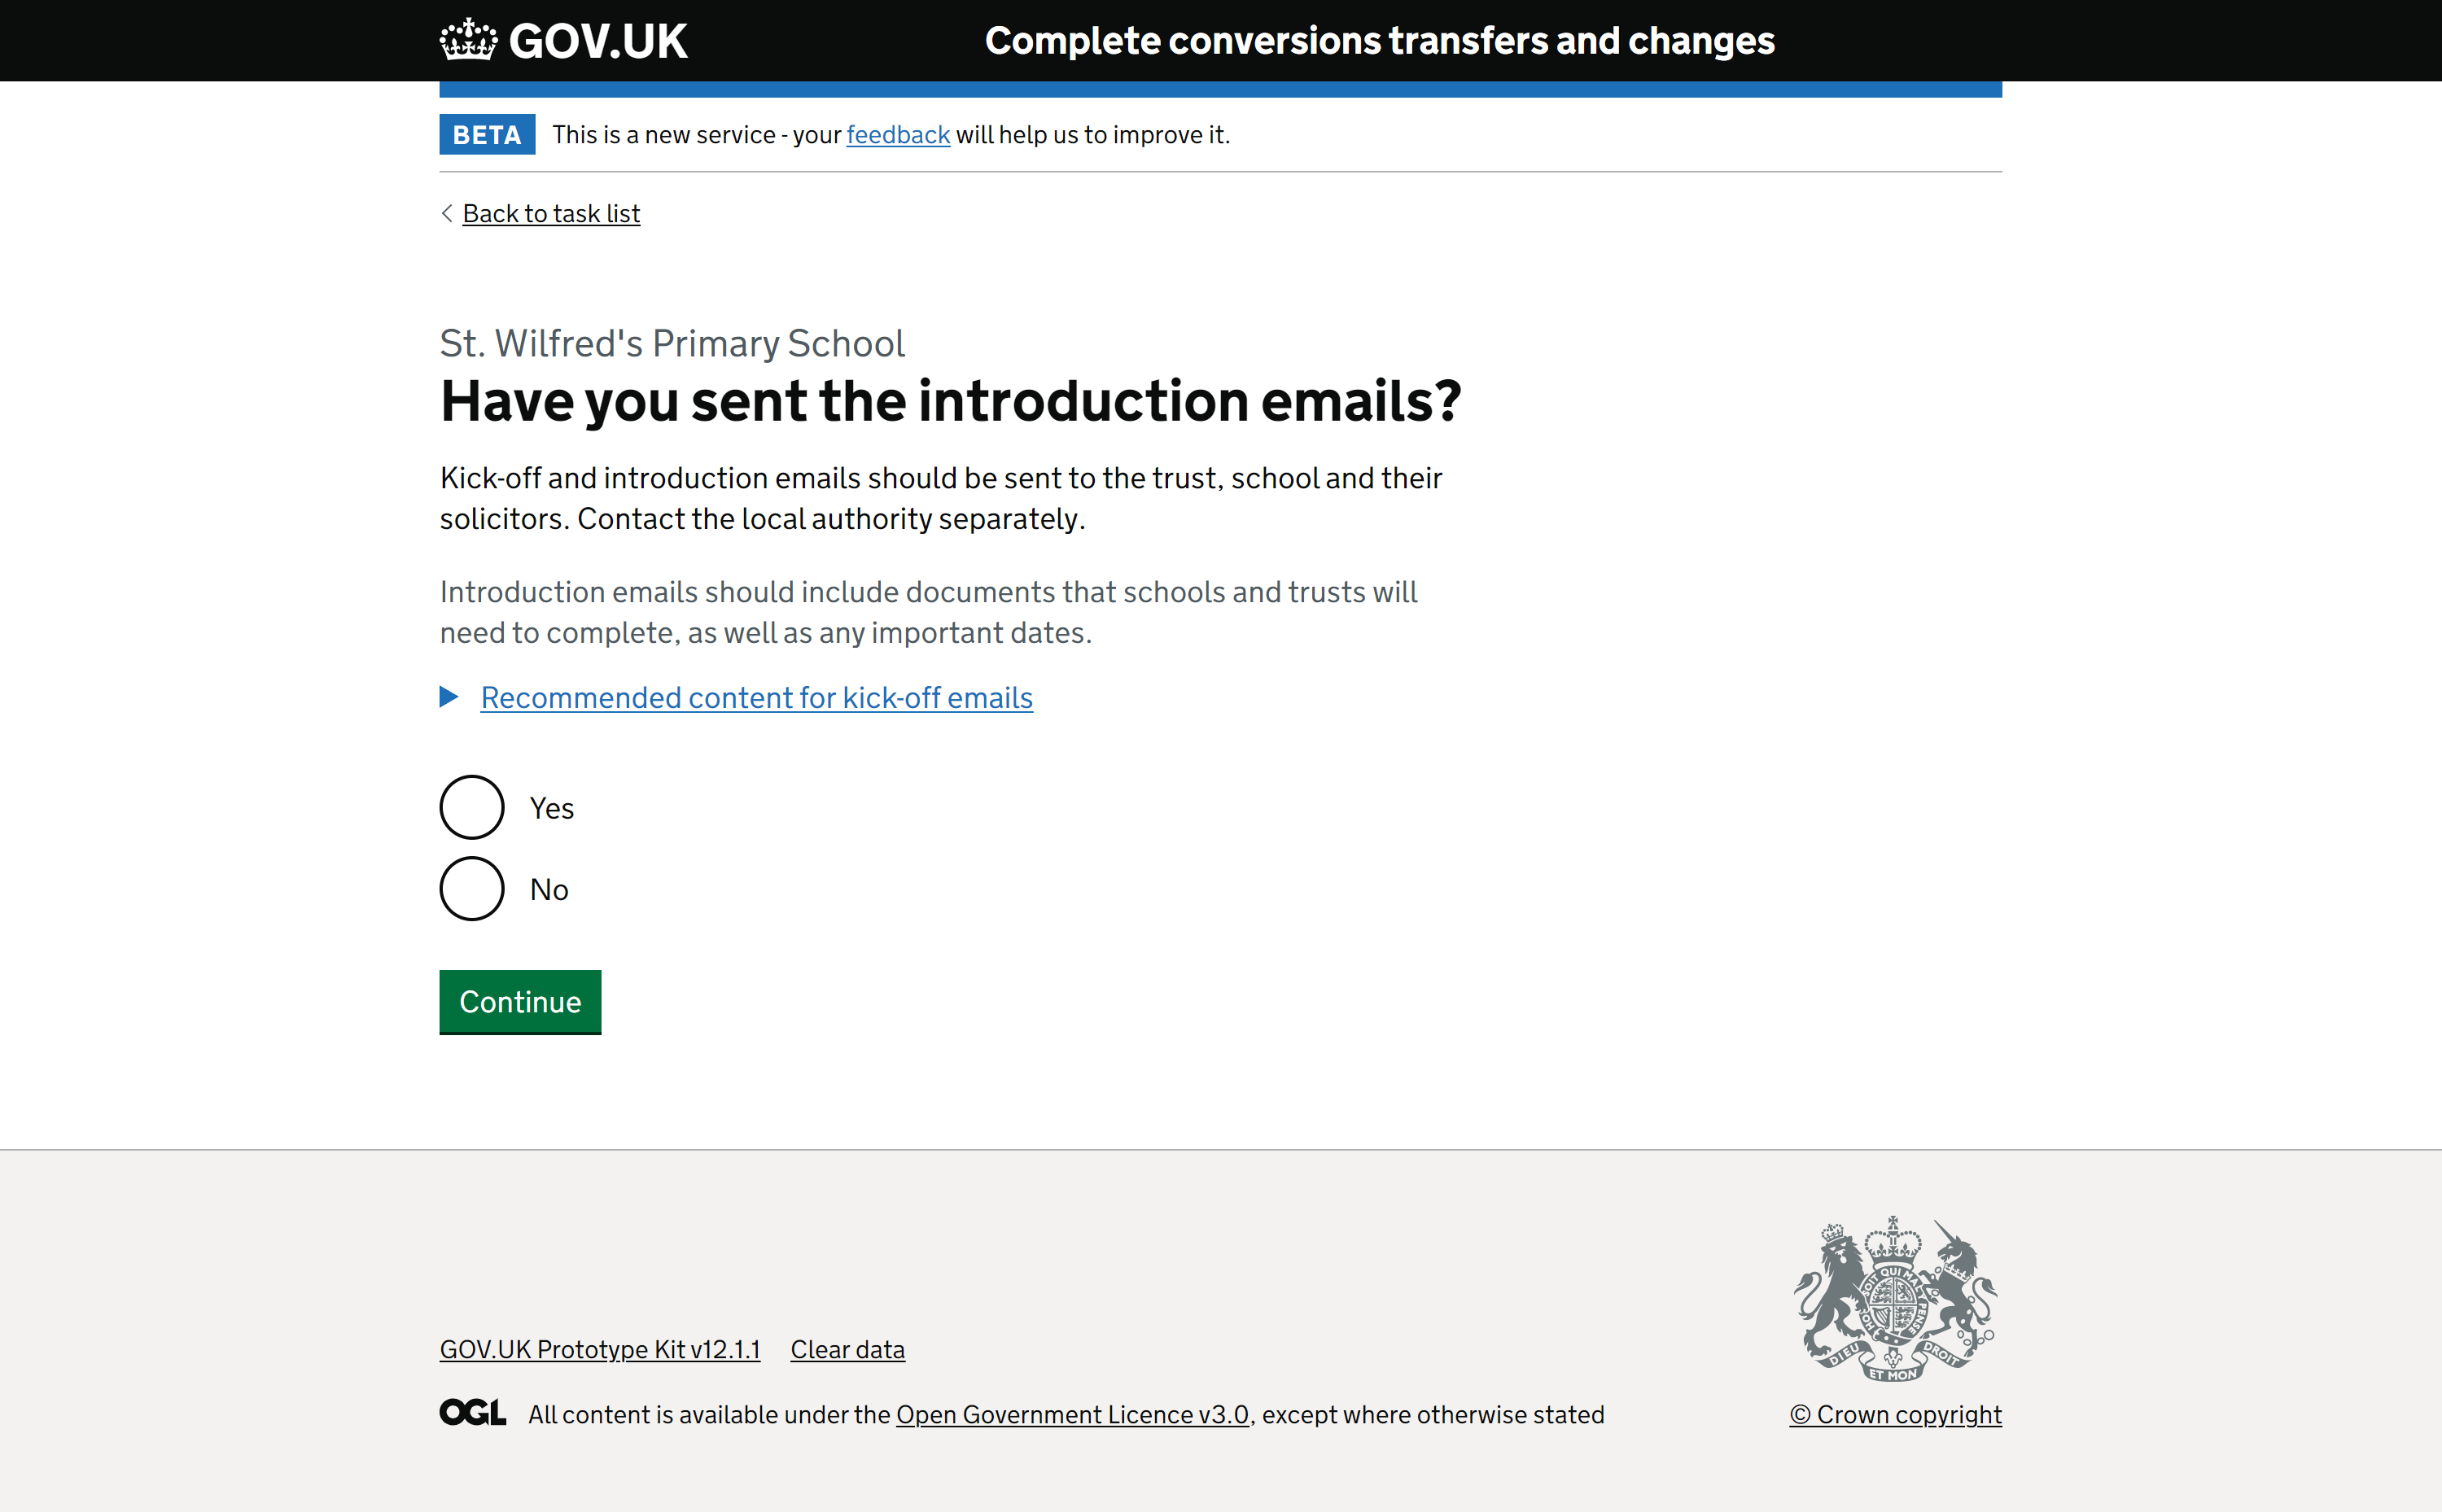 GOV.UK
Complete conversions transfers and changes
BETA
This is a new service - your feedback will help us to improve it.
Back to task list
St. Wilfred's Primary School
Have you sent the introduction emails?
Kick-off and introduction emails should be sent to the trust, school and their
solicitors. Contact the local authority separately.
Introduction emails should include documents that schools and trusts will
need to complete, as well as any important dates.
Recommended content for kick-off emails
Yes
No
Continue
GOV.UK Prototype Kit v12.1.1
Clear data
OGL
All content is available under the Open Government Licence v3.0, except where otherwise stated
DIEU ET MON DROIT
© Crown copyright